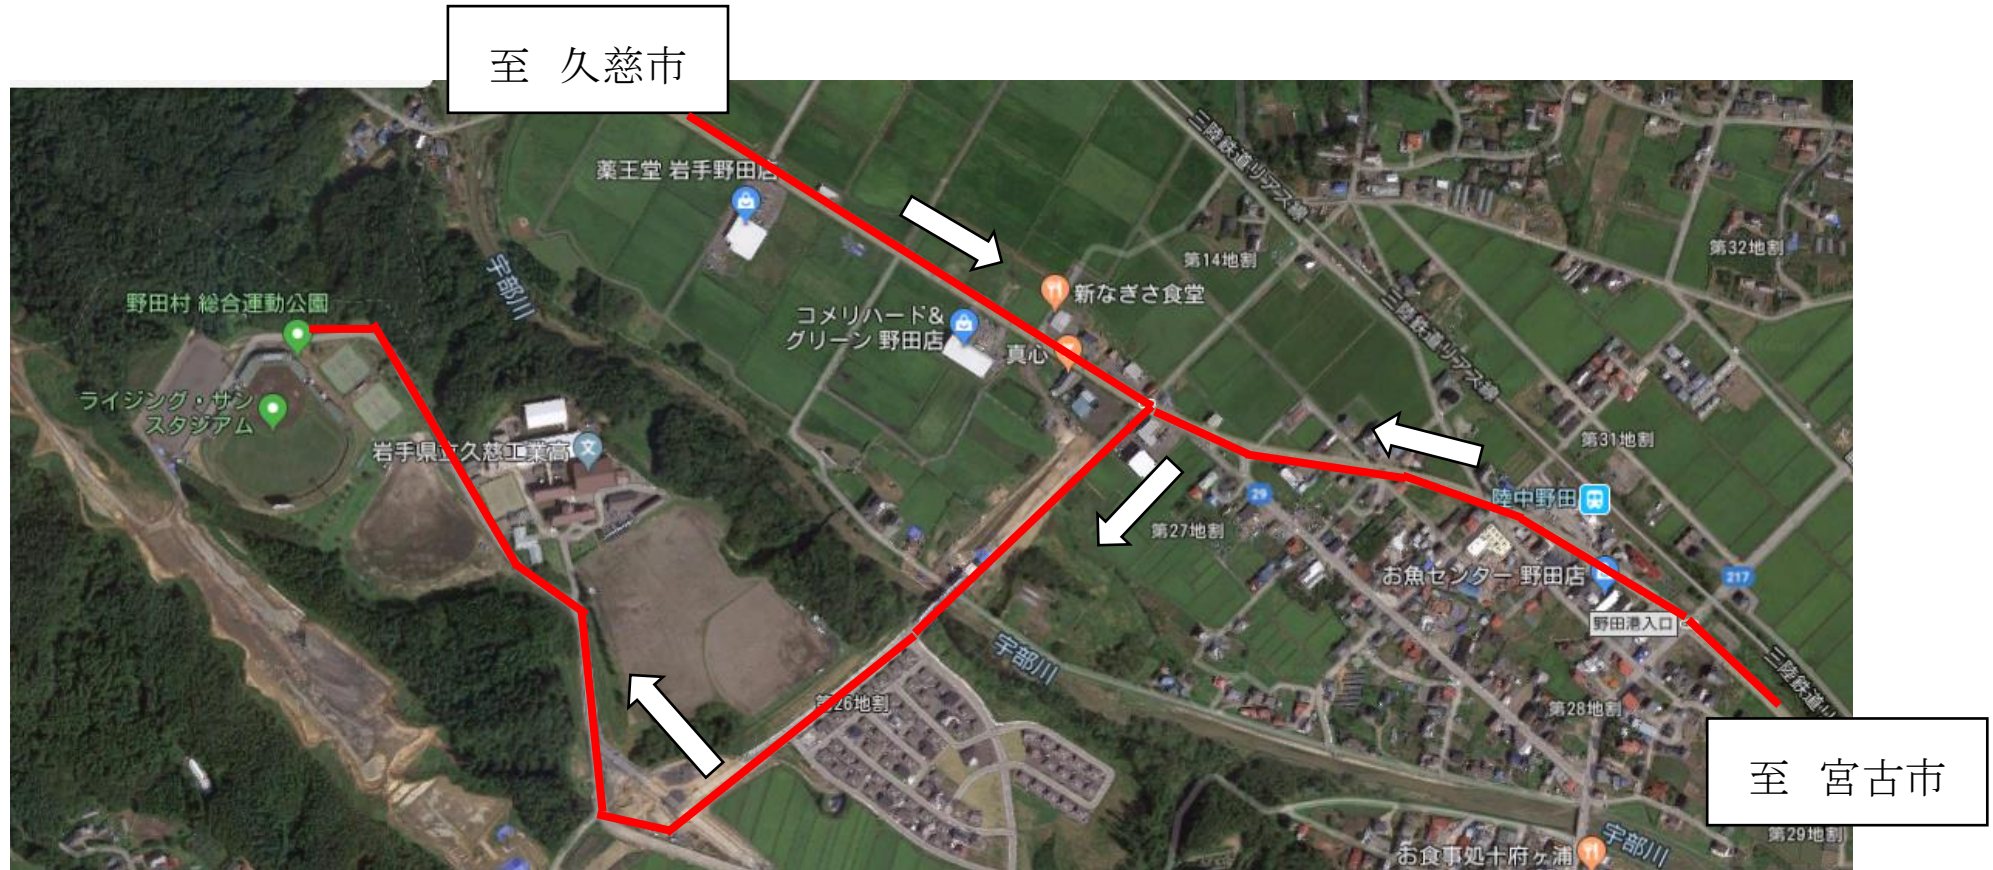 至 久慈市
三陸鉄道リアス線
薬王堂 岩手野田店
第32地割
第14地割
宇部川
野田村 総合運動公園
新なぎさ食堂
コメリハード&
グリーン 野田店
真心
三陸鉄道リアス線
ライジング・サン
スタジアム
岩手県立久慈工業高
文
第31地割
29
陸中野田
第27地割
お魚センター 野田店
217
野田港入口
宇部川
三陸鉄道リ
第26地割
第28地割
至 宮古市
第29地割
お食事処十府ヶ浦
宇部川